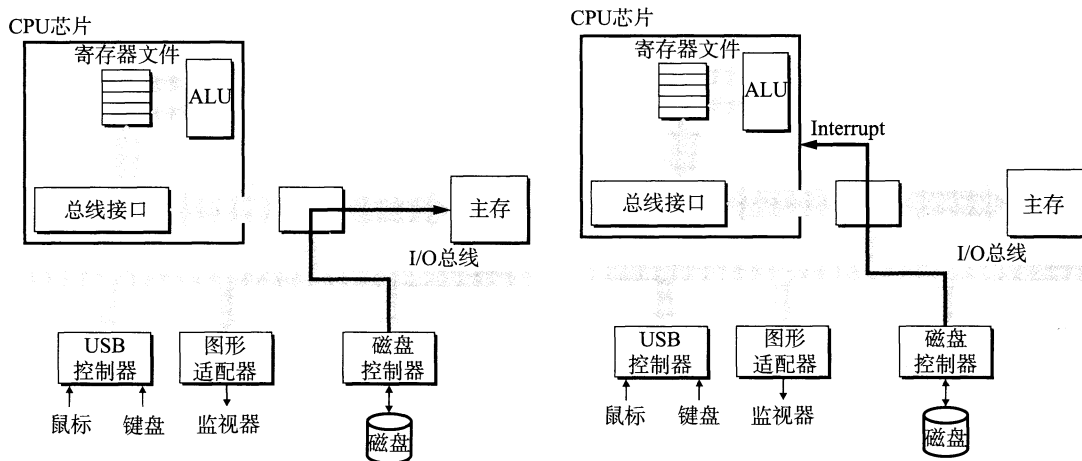 CPU芯片
寄存器文件
ALU
总线接口
主存
I/O总线
USB
控制器
图形
适配器
磁盘
控制器
鼠标
键盘
监视器
磁盘
CPU芯片
寄存器文件
ALU
Interrupt
总线接口
主存
I/O总线
USB
控制器
图形
适配器
磁盘
控制器
鼠标
键盘
监视器
磁盘